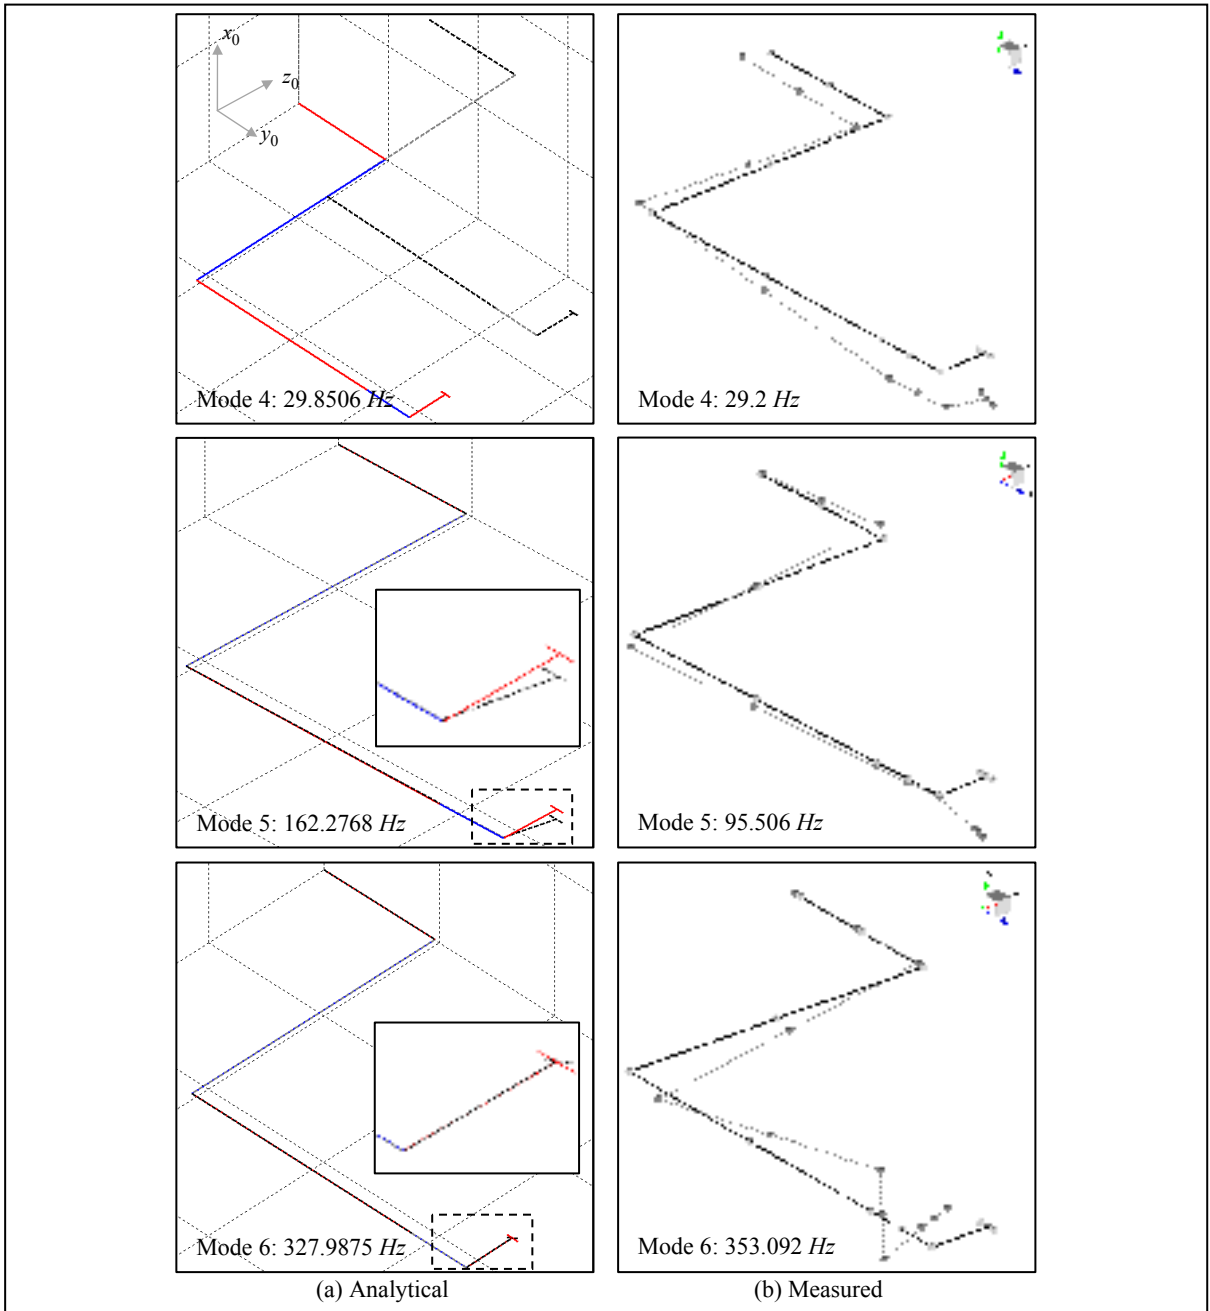 x0
z0
y0
Mode 4: 29.8506 Hz
Mode 4: 29.2 Hz
Mode 5: 162.2768 Hz
Mode 5: 95.506 Hz
Mode 6: 327.9875 Hz
Mode 6: 353.092 Hz
(a) Analytical
(b) Measured